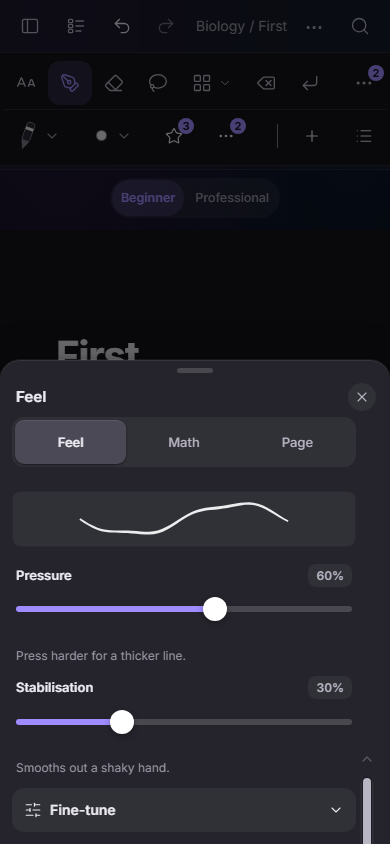 Biology / First
AA
2
3
2
Beginner
Professional
First
Feel
Feel
Math
Page
Pressure
60%
Press harder for a thicker line.
Stabilisation
30%
Smooths out a shaky hand.
Fine-tune